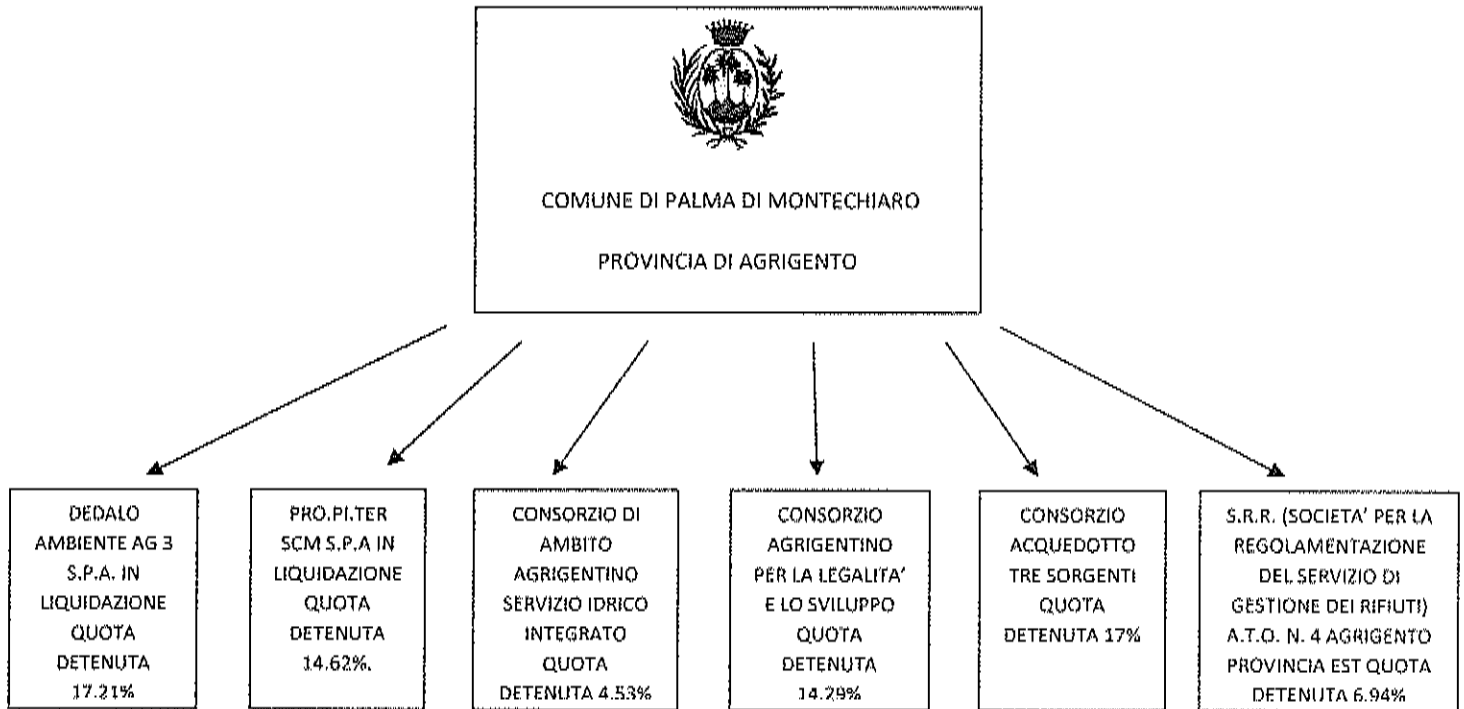 COMUNE DI PALMA DI MONTECHIARO
PROVINCIA DI AGRIGENTO
DEDALO
AMBIENTE AG 3
S.P.A. IN
LIQUIDAZIONE
QUOTA
DETENUTA
17.21%
PRO.PI.TER
SCM S.P.A IN
LIQUIDAZIONE
QUOTA
DETENUTA
14.62%.
CONSORZIO DI
AMBITO
AGRIGENTINO
SERVIZIO IDRICO
INTEGRATO
QUOTA
DETENUTA 4.53%
CONSORZIO
AGRIGENTINO
PER LA LEGALITA’
E LO SVILUPPO
QUOTA
DETENUTA
14.29%
CONSORZIO
ACQUEDOTTO
TRE SORGENTI
QUOTA
DETENUTA 17%
S.R.R. (SOCIETA’ PER LA
REGOLAMENTAZIONE
DEL SERVIZIO DI
GESTIONE DEI RIFIUTI)
A.T.O. N. 4 AGRIGENTO
PROVINCIA EST QUOTA
DETENUTA 6.94%